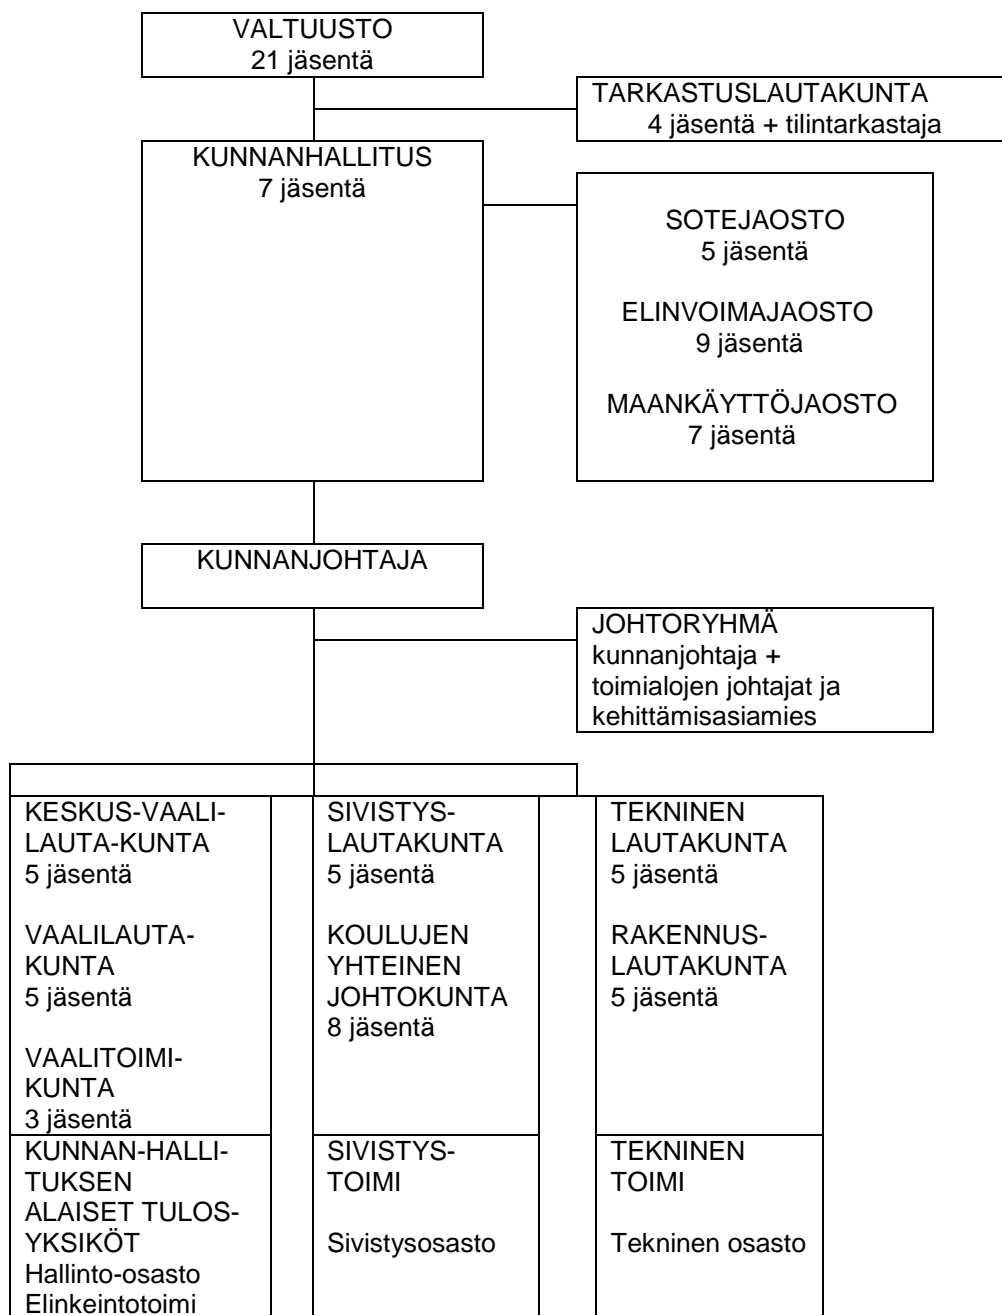 VALTUUSTO
21 jäsentä
TARKASTUSLAUTAKUNTA
4 jäsentä + tilintarkastaja
KUNNANHALLITUS
7 jäsentä
SOTEJAOSTO
5 jäsentä
ELINVOIMAJAOSTO
9 jäsentä
MAANKÄYTTÖJAOSTO
7 jäsentä
KUNNANJOHTAJA
JOHTORYHMÄ
kunnanjohtaja +
toimialojen johtajat ja
kehittämisasiamies
KESKUS-VAALI-
LAUTA-KUNTA
5 jäsentä
VAALILAUTA-
KUNTA
5 jäsentä
VAALITOIMI-
KUNTA
3 jäsentä
SIVISTYS-
LAUTAKUNTA
5 jäsentä
KOULUJEN
YHTEINEN
JOHTOKUNTA
8 jäsentä
TEKNINEN
LAUTAKUNTA
5 jäsentä
RAKENNUS-
LAUTAKUNTA
5 jäsentä
KUNNAN-HALLI-
TUKSEN
ALAISET TULOS-
YKSIKÖT
Hallinto-osasto
Elinkeintotoimi
SIVISTYS-
TOIMI
Sivistysosasto
TEKNINEN
TOIMI
Tekninen osasto